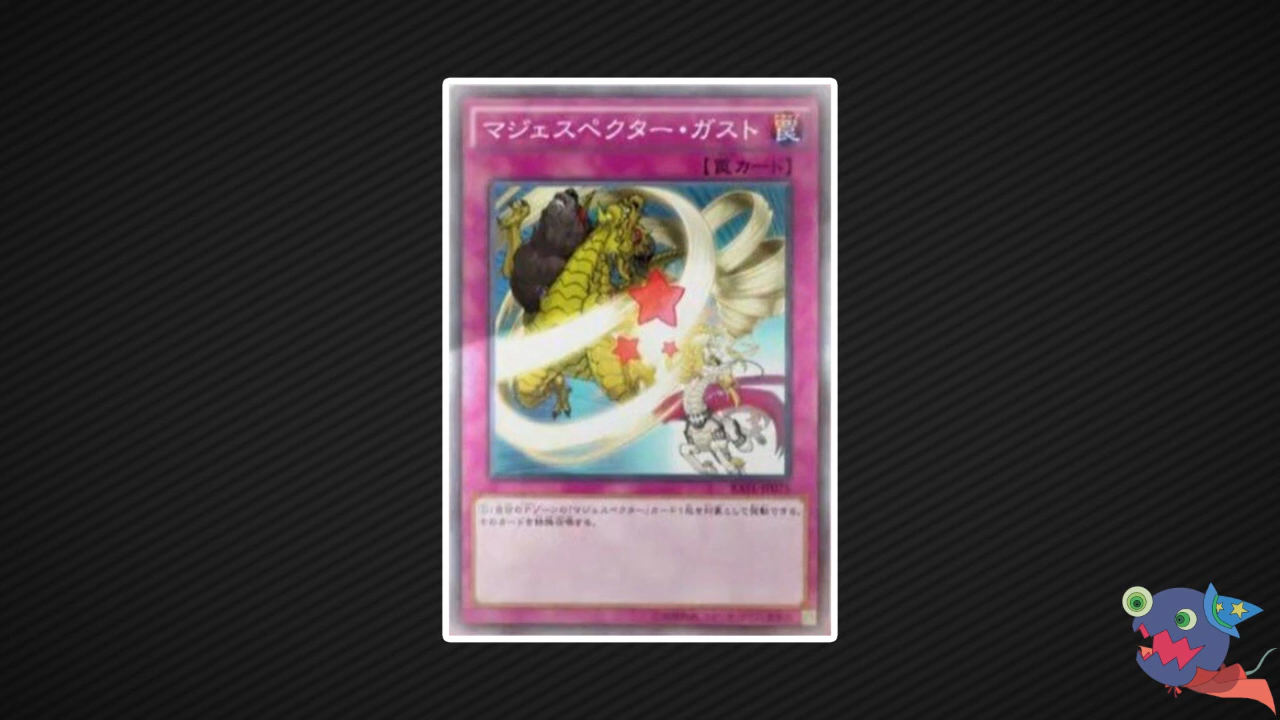 マジェスペクター・ガスト
罠
【罠カード】
①:自分のPゾーンの「マジェスペクター」カード1枚を対象として発動できる。
そのカードを特殊召喚する。